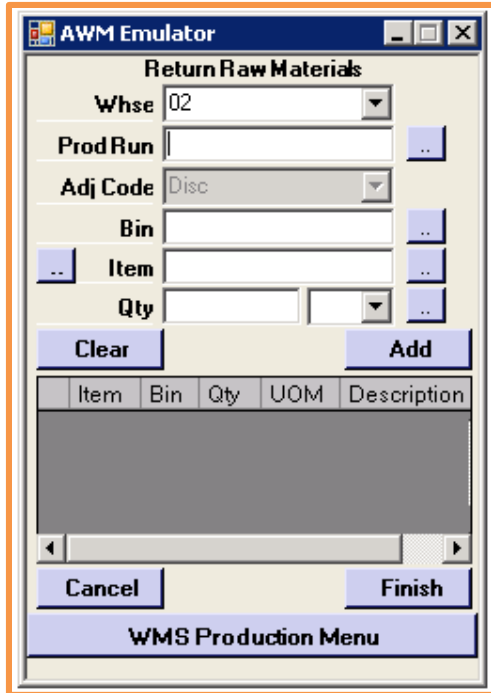 AWM Emulator
Return Raw Materials
Whse 02
Prod Run ..
Adj Code Disc
Bin ..
.. Item ..
Qty ..
Clear Add
Item Bin Qty UOM Description
Cancel Finish
WMS Production Menu